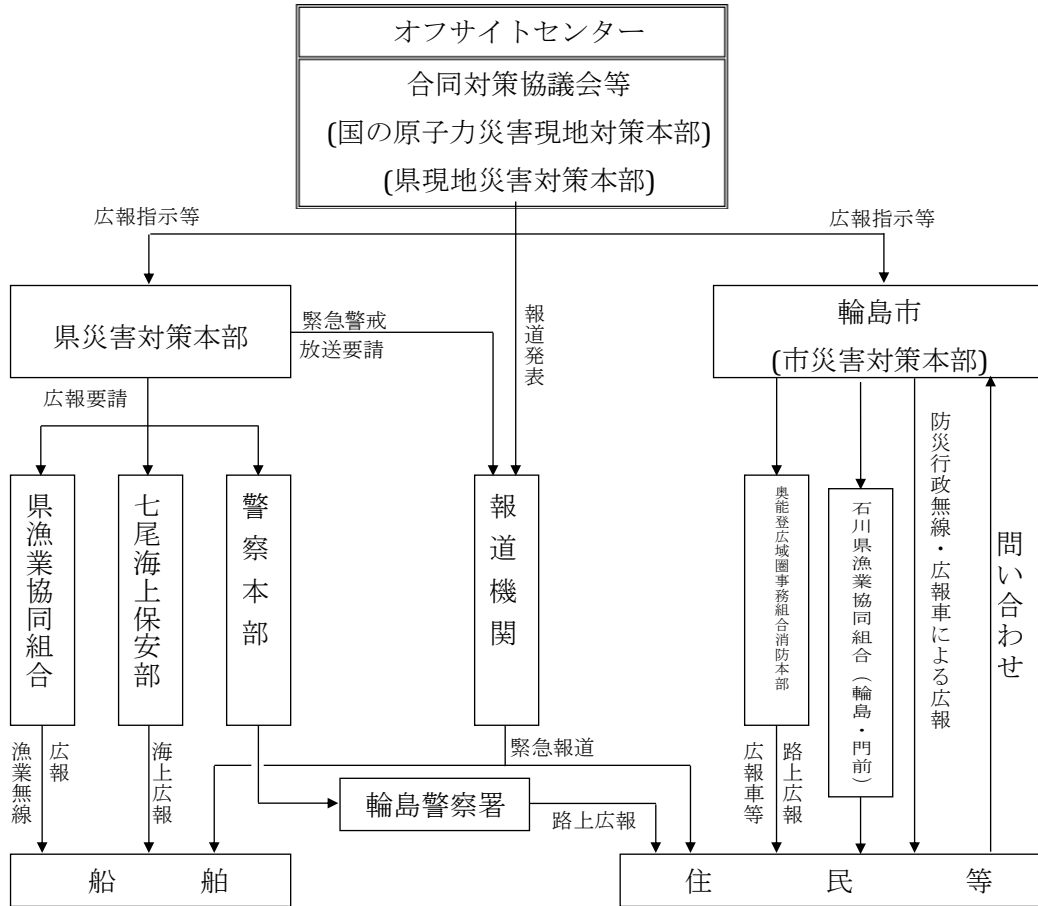 オフサイトセンター
合同対策協議会等
(国の原子力災害現地対策本部)
(県現地災害対策本部)
広報指示等
広報指示等
県災害対策本部
緊急警戒
放送要請
報道発表
輪島市
(市災害対策本部)
広報要請
県漁業協同組合
七尾海上保安部
警察本部
報道機関
奥能登広域圏事務組合消防本部
石川県漁業協同組合（輪島・門前）
防災行政無線・広報車による広報
問い合わせ
漁業無線
広報
海上広報
緊急報道
輪島警察署
路上広報
広報車等
路上広報
船舶
住民等